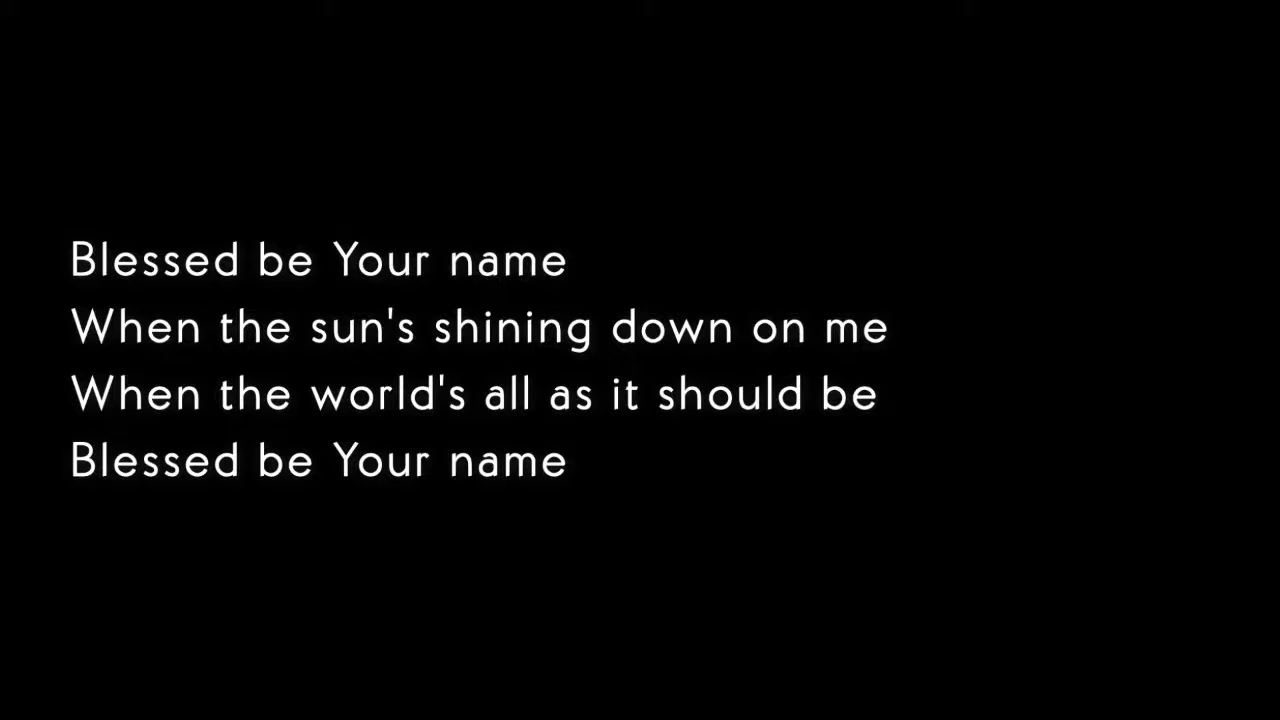 Blessed be Your name
When the sun's shining down on me
When the world's all as it should be
Blessed be Your name